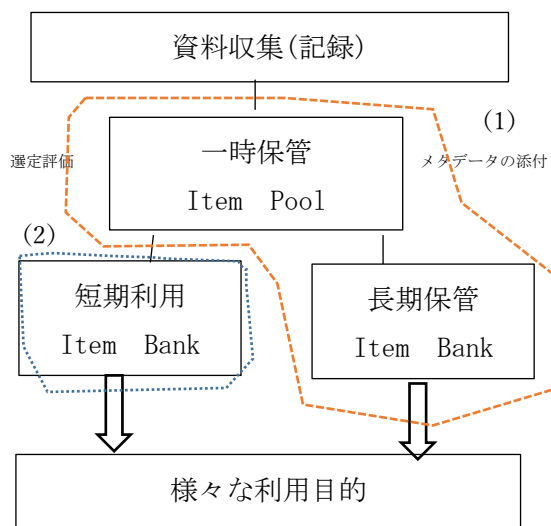 資料収集(記録)
(1)
一時保管
Item Pool
選定評価
メタデータの添付
(2)
短期利用
Item Bank
長期保管
Item Bank
様々な利用目的